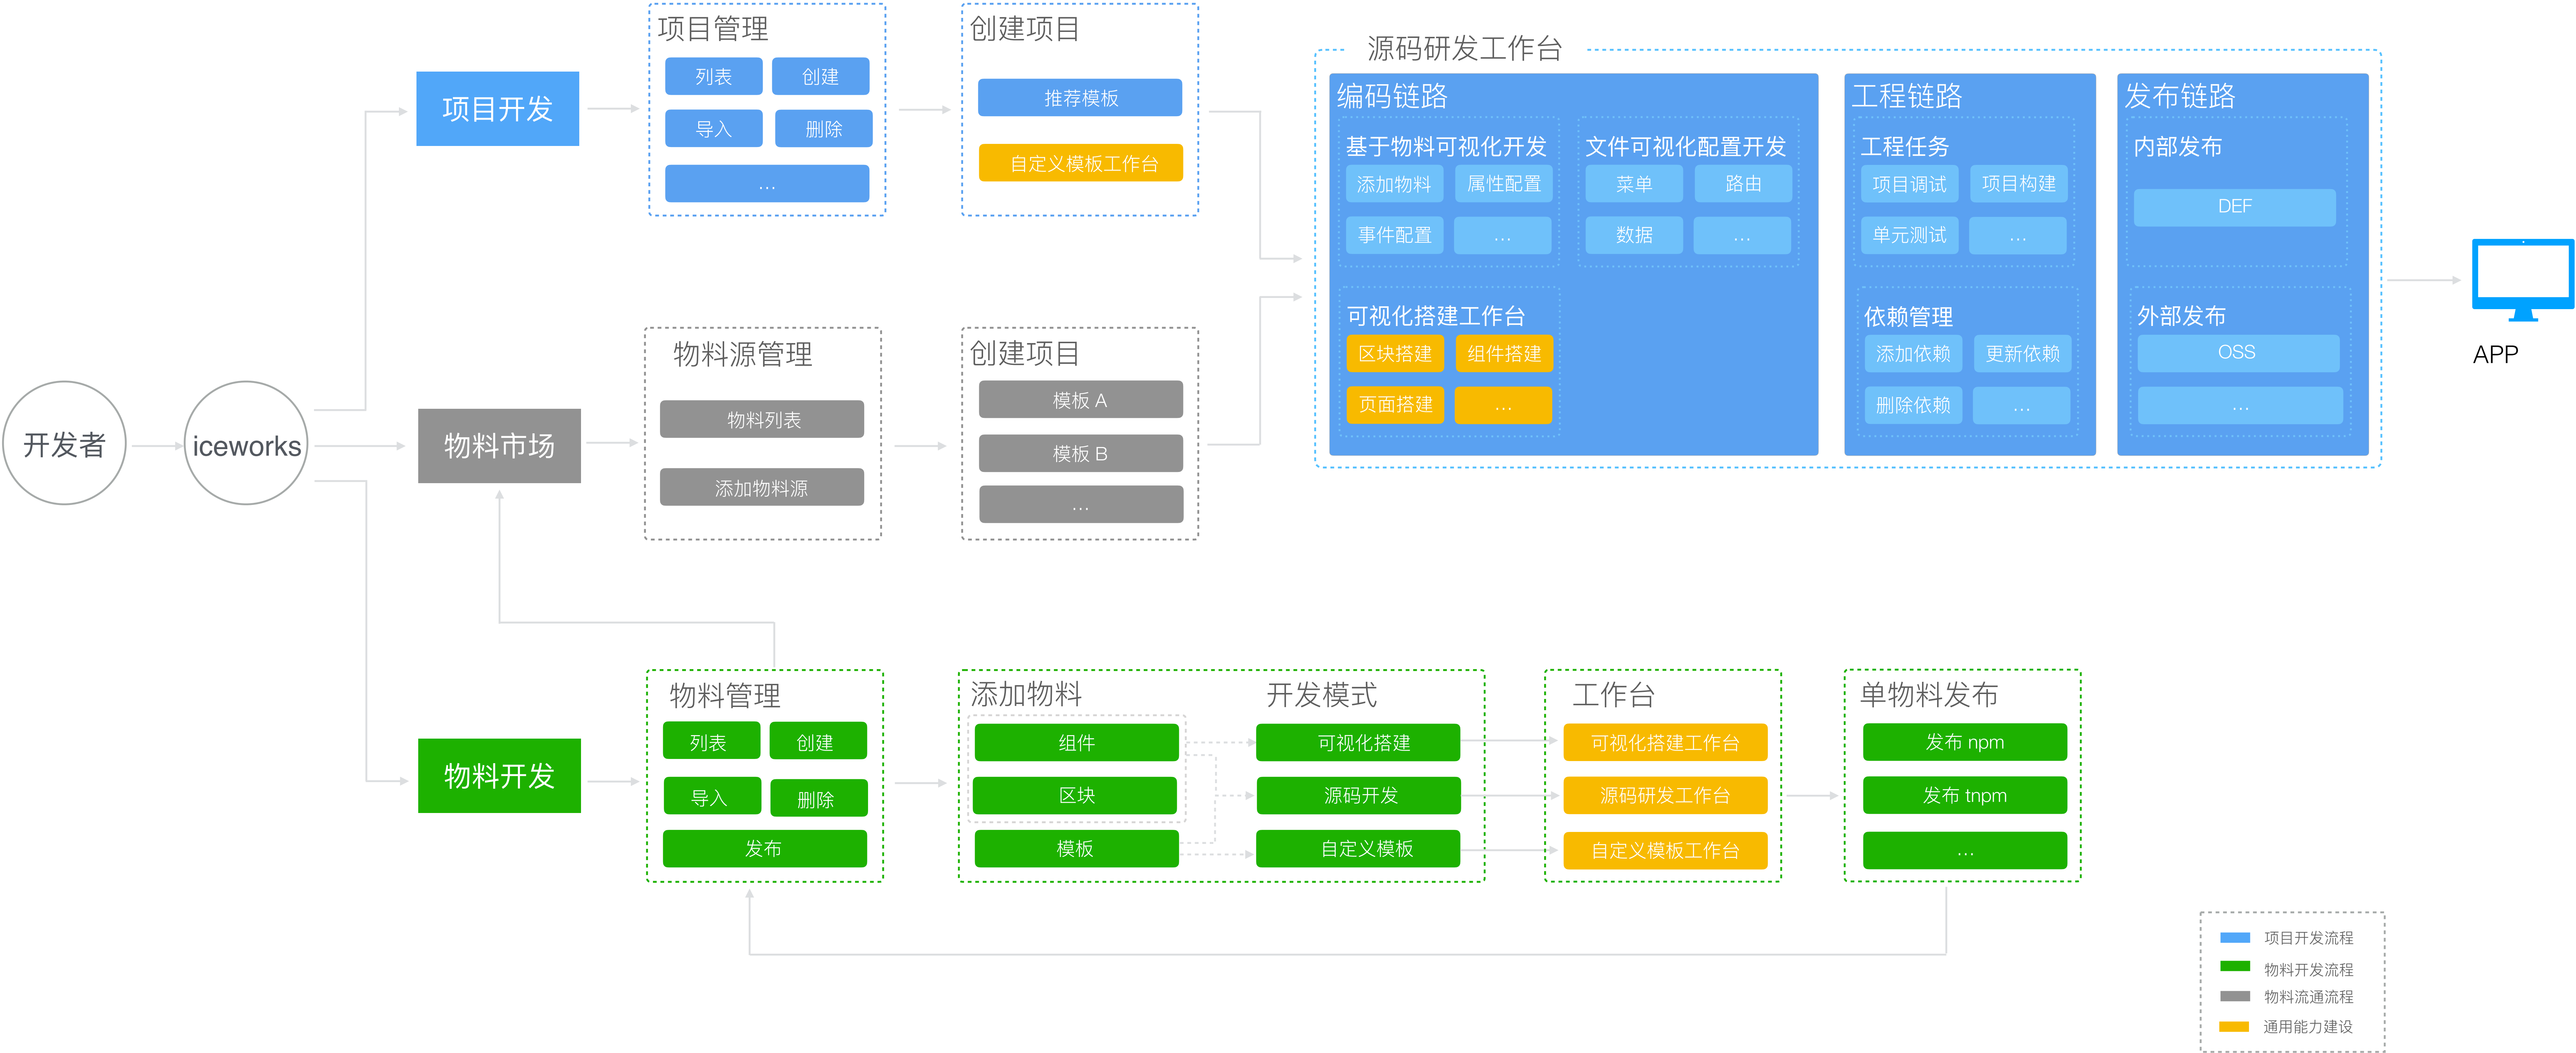 开发者
iceworks
项目开发
项目管理
列表
创建
导入
删除
...
创建项目
推荐模板
自定义模板工作台
物料市场
物料源管理
物料列表
添加物料源
创建项目
模板 A
模板 B
...
源码研发工作台
编码链路
基于物料可视化开发
添加物料
属性配置
事件配置
...
文件可视化配置开发
菜单
路由
数据
...
可视化搭建工作台
区块搭建
组件搭建
页面搭建
...
工程链路
工程任务
项目调试
项目构建
单元测试
...
依赖管理
添加依赖
更新依赖
删除依赖
...
发布链路
内部发布
DEF
外部发布
OSS
...
APP
物料开发
物料管理
列表
创建
导入
删除
发布
添加物料
组件
区块
模板
开发模式
可视化搭建
源码开发
自定义模板
工作台
可视化搭建工作台
源码研发工作台
自定义模板工作台
单物料发布
发布 npm
发布 tnpm
...
项目开发流程
物料开发流程
物料流通流程
通用能力建设